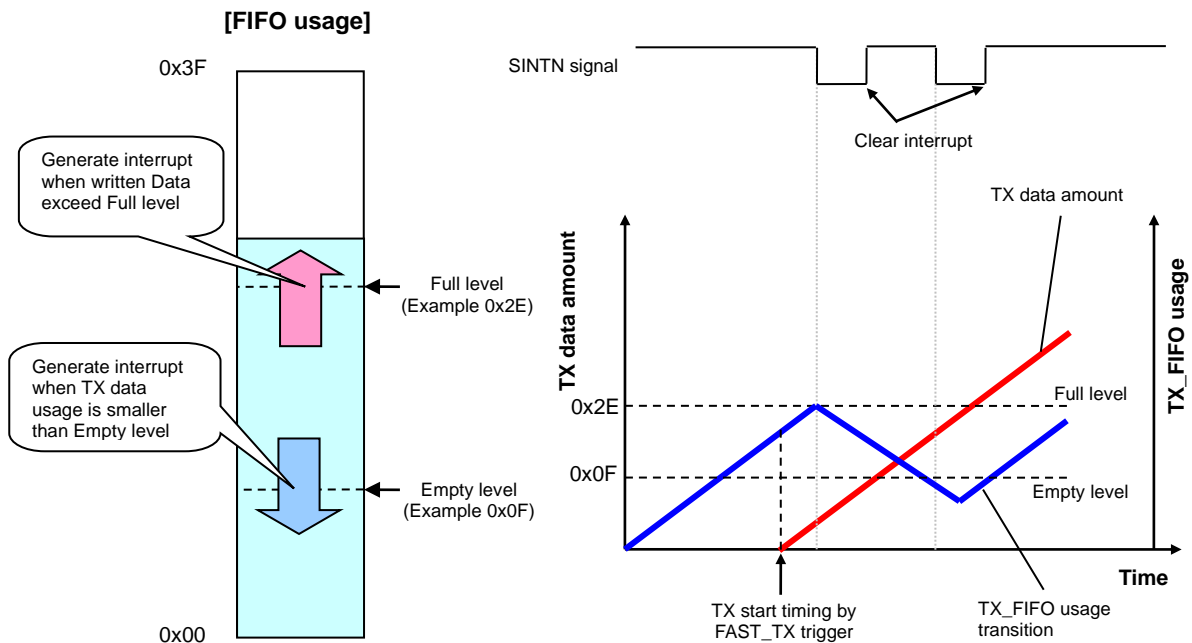 [FIFO usage]
0x3F
Generate interrupt
when written Data
exceed Full level
Full level
(Example 0x2E)
Generate interrupt
when TX data
usage is smaller
than Empty level
Empty level
(Example 0x0F)
0x00
SINTN signal
Clear interrupt
TX data amount
TX data amount
TX_FIFO usage
0x2E
Full level
0x0F
Empty level
Time
TX start timing by
FAST_TX trigger
TX_FIFO usage
transition